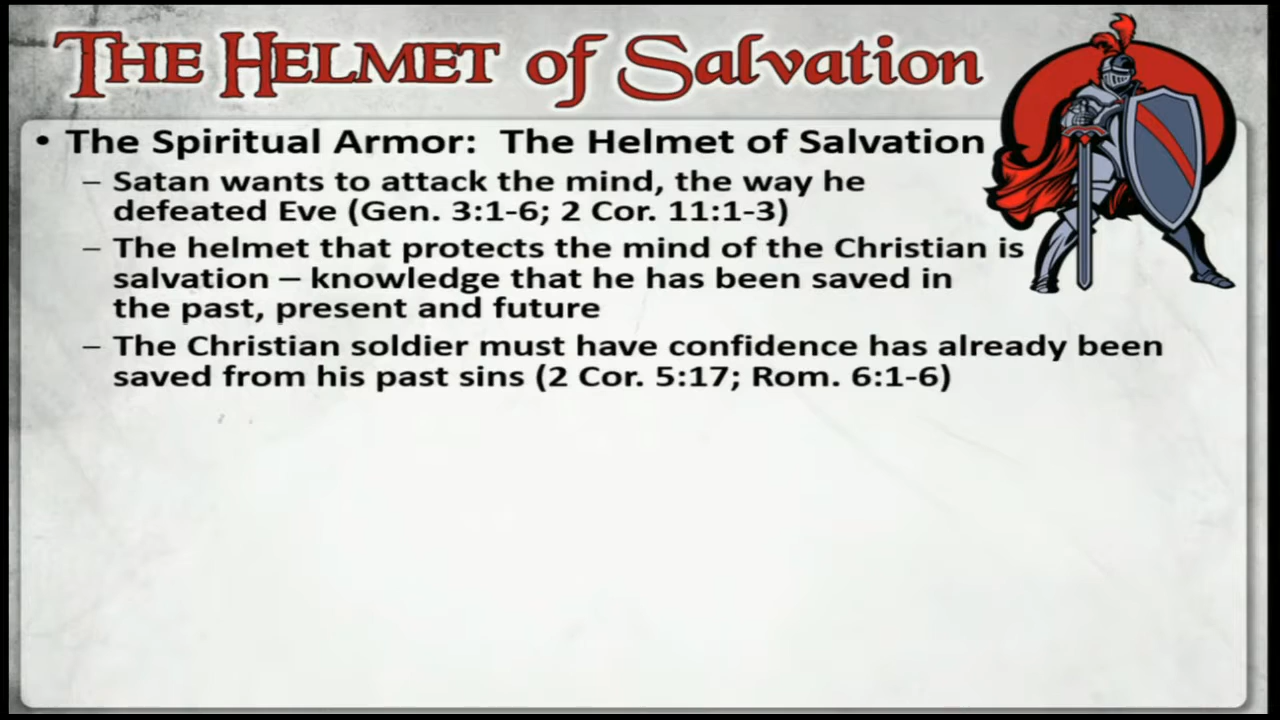 The Helmet of Salvation
• The Spiritual Armor: The Helmet of Salvation
– Satan wants to attack the mind, the way he
defeated Eve (Gen. 3:1-6; 2 Cor. 11:1-3)
– The helmet that protects the mind of the Christian is
salvation – knowledge that he has been saved in
the past, present and future
– The Christian soldier must have confidence has already been
saved from his past sins (2 Cor. 5:17; Rom. 6:1-6)